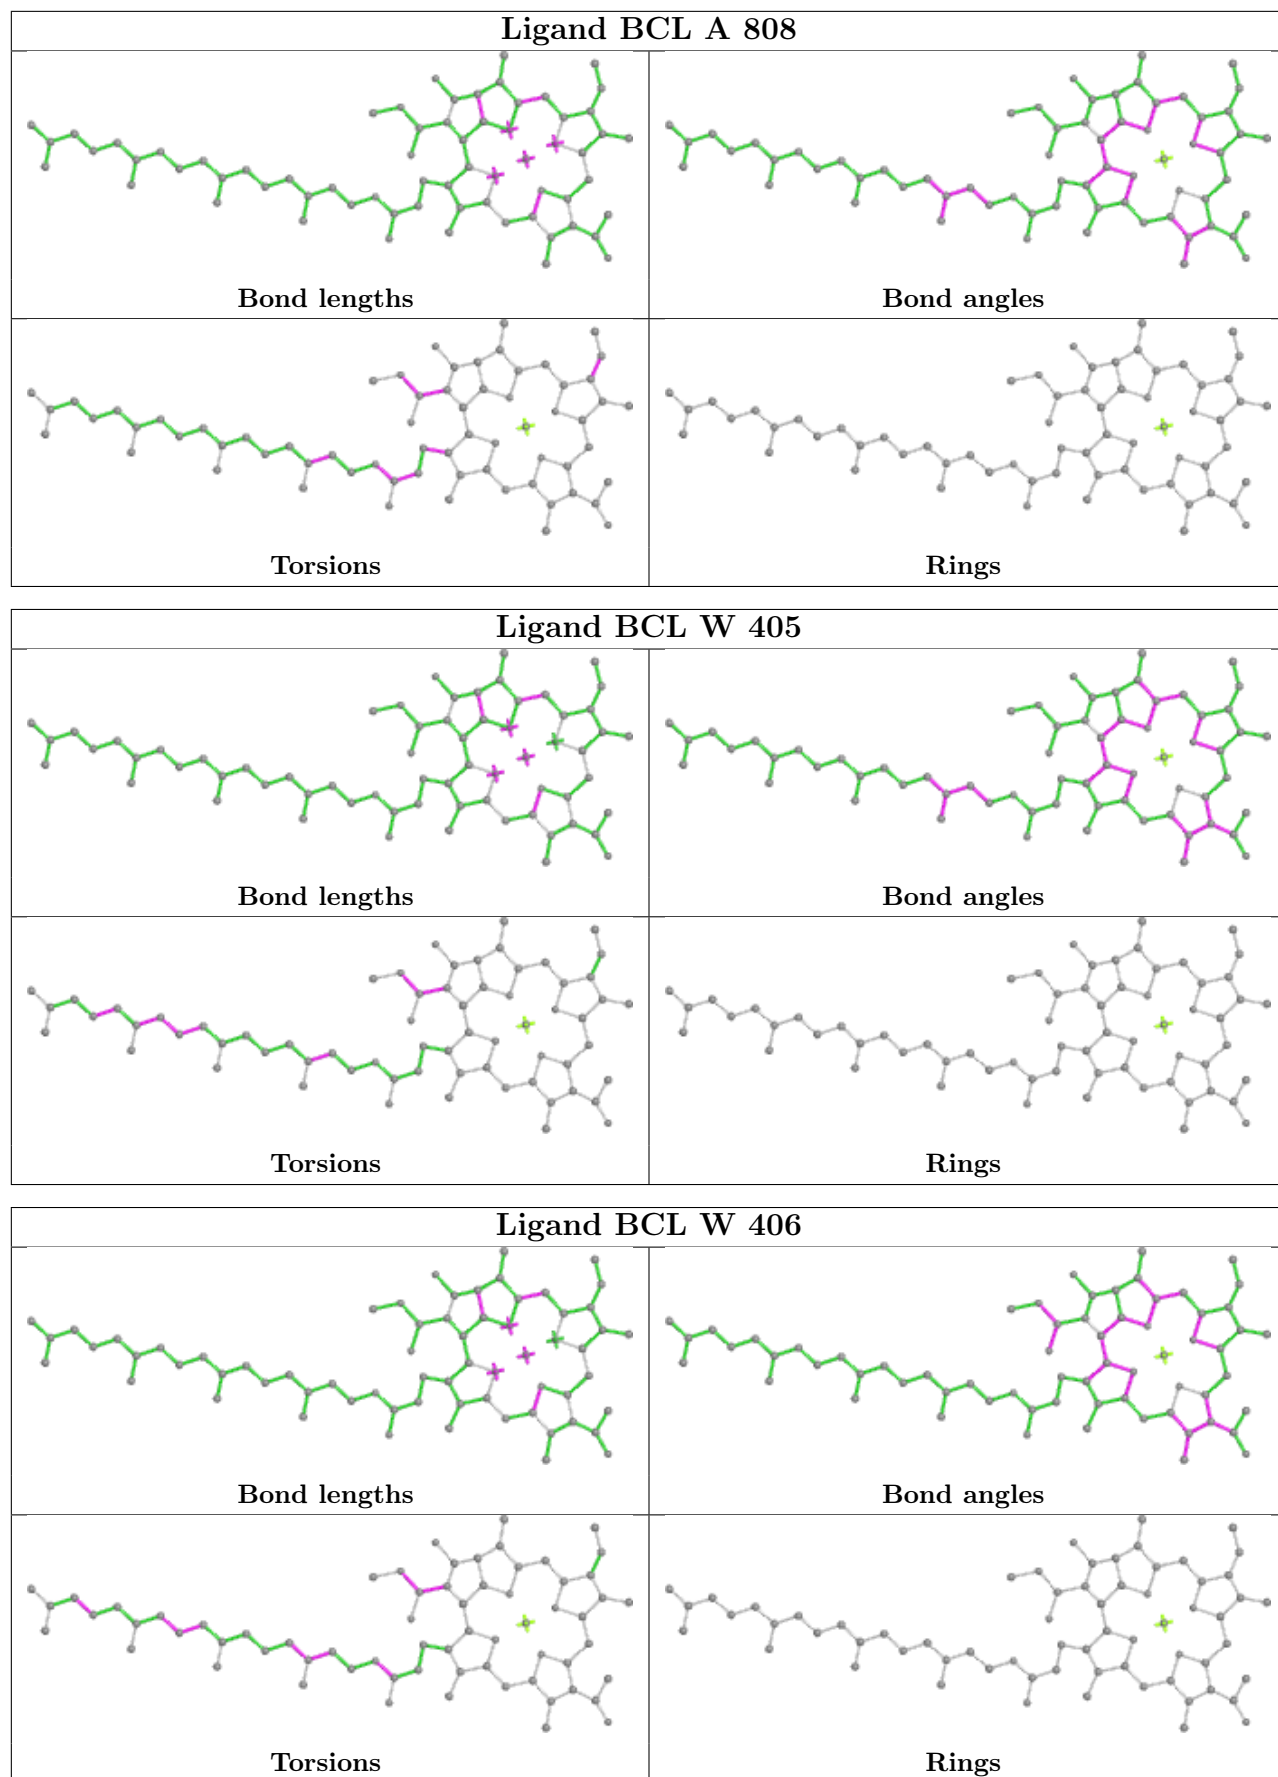 Ligand BCL A 808
Bond lengths
Bond angles
Torsions
Rings
Ligand BCL W 405
Bond lengths
Bond angles
Torsions
Rings
Ligand BCL W 406
Bond lengths
Bond angles
Torsions
Rings